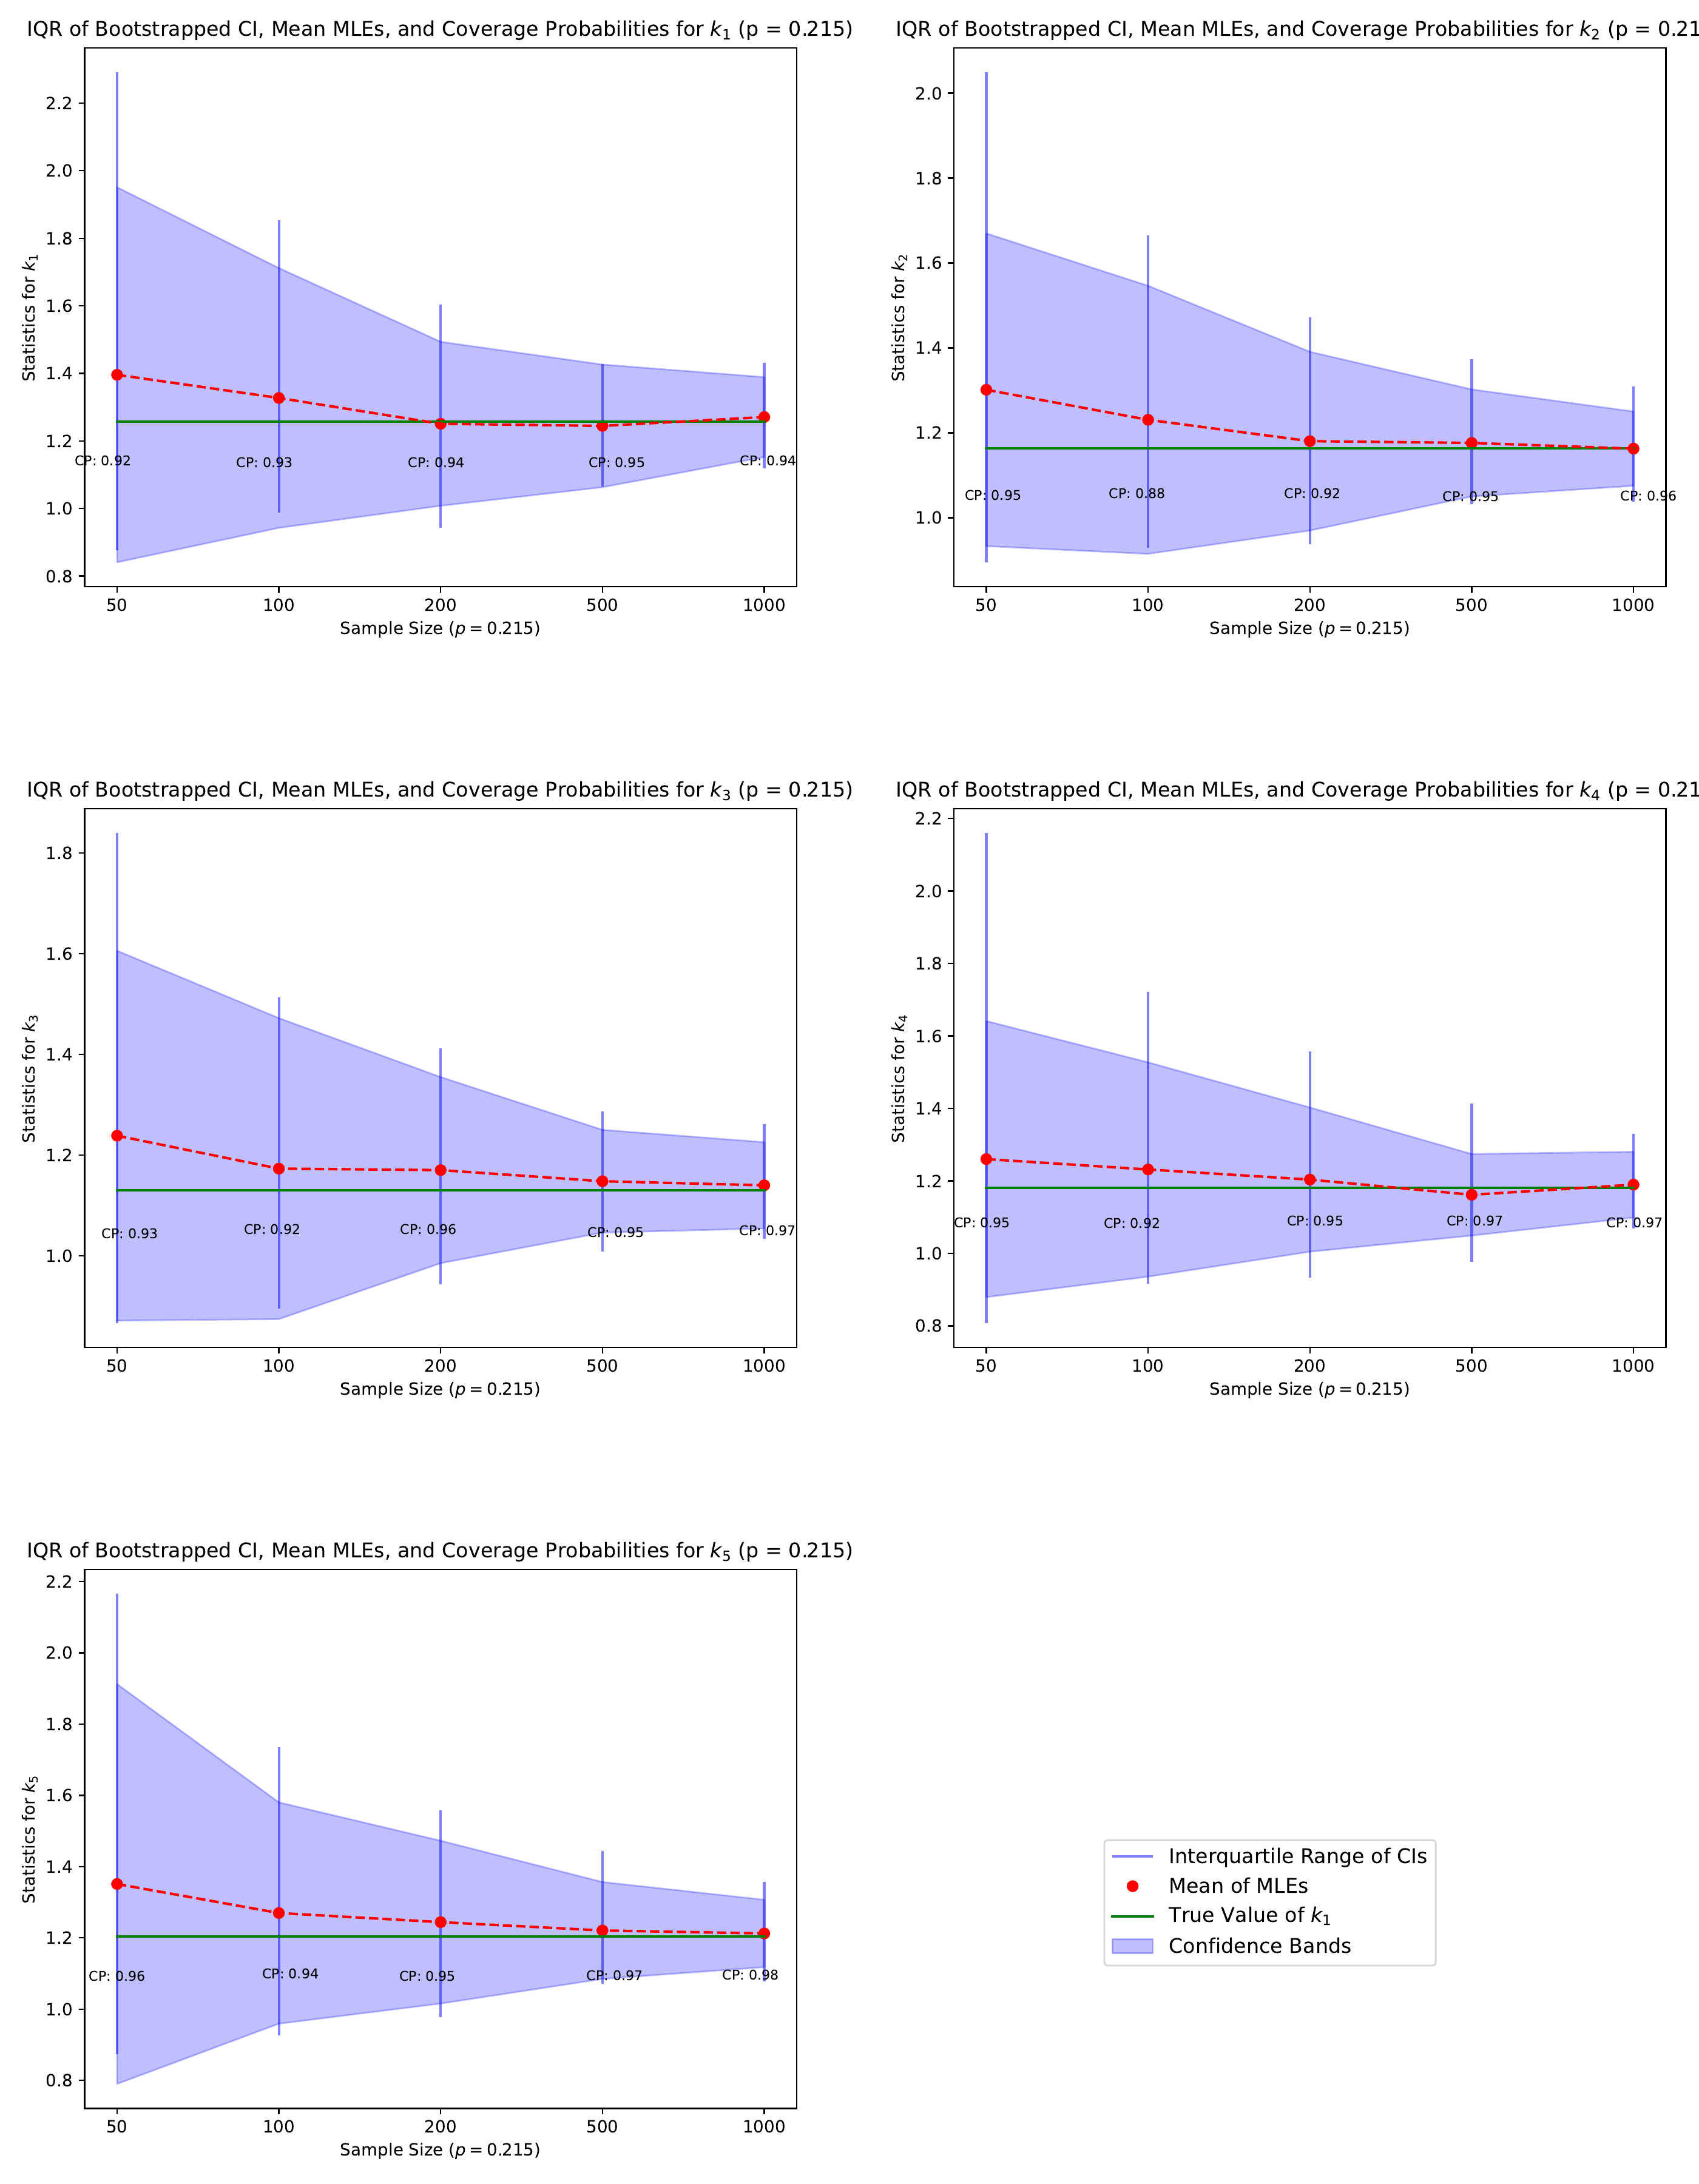 IQR of Bootstrapped CI, Mean MLEs, and Coverage Probabilities for k₁ (p = 0.215)
Statistics for k₁
2.2
2.0
1.8
1.6
1.4
1.2
1.0
0.8
CP: 0.92
CP: 0.93
CP: 0.94
CP: 0.95
CP: 0.94
50 100 200 500 1000
Sample Size (p = 0.215)
IQR of Bootstrapped CI, Mean MLEs, and Coverage Probabilities for k₂ (p = 0.21
Statistics for k₂
2.0
1.8
1.6
1.4
1.2
1.0
CP: 0.95
CP: 0.88
CP: 0.92
CP: 0.95
CP: 0.96
50 100 200 500 1000
Sample Size (p = 0.215)
IQR of Bootstrapped CI, Mean MLEs, and Coverage Probabilities for k₃ (p = 0.215)
Statistics for k₃
1.8
1.6
1.4
1.2
1.0
CP: 0.93
CP: 0.92
CP: 0.96
CP: 0.95
CP: 0.97
50 100 200 500 1000
Sample Size (p = 0.215)
IQR of Bootstrapped CI, Mean MLEs, and Coverage Probabilities for k₄ (p = 0.21
Statistics for k₄
2.2
2.0
1.8
1.6
1.4
1.2
1.0
0.8
CP: 0.95
CP: 0.92
CP: 0.95
CP: 0.97
CP: 0.97
50 100 200 500 1000
Sample Size (p = 0.215)
IQR of Bootstrapped CI, Mean MLEs, and Coverage Probabilities for k₅ (p = 0.215)
Statistics for k₅
2.2
2.0
1.8
1.6
1.4
1.2
1.0
0.8
CP: 0.96
CP: 0.94
CP: 0.95
CP: 0.97
CP: 0.98
50 100 200 500 1000
Sample Size (p = 0.215)
Interquartile Range of CIs
Mean of MLEs
True Value of k₁
Confidence Bands